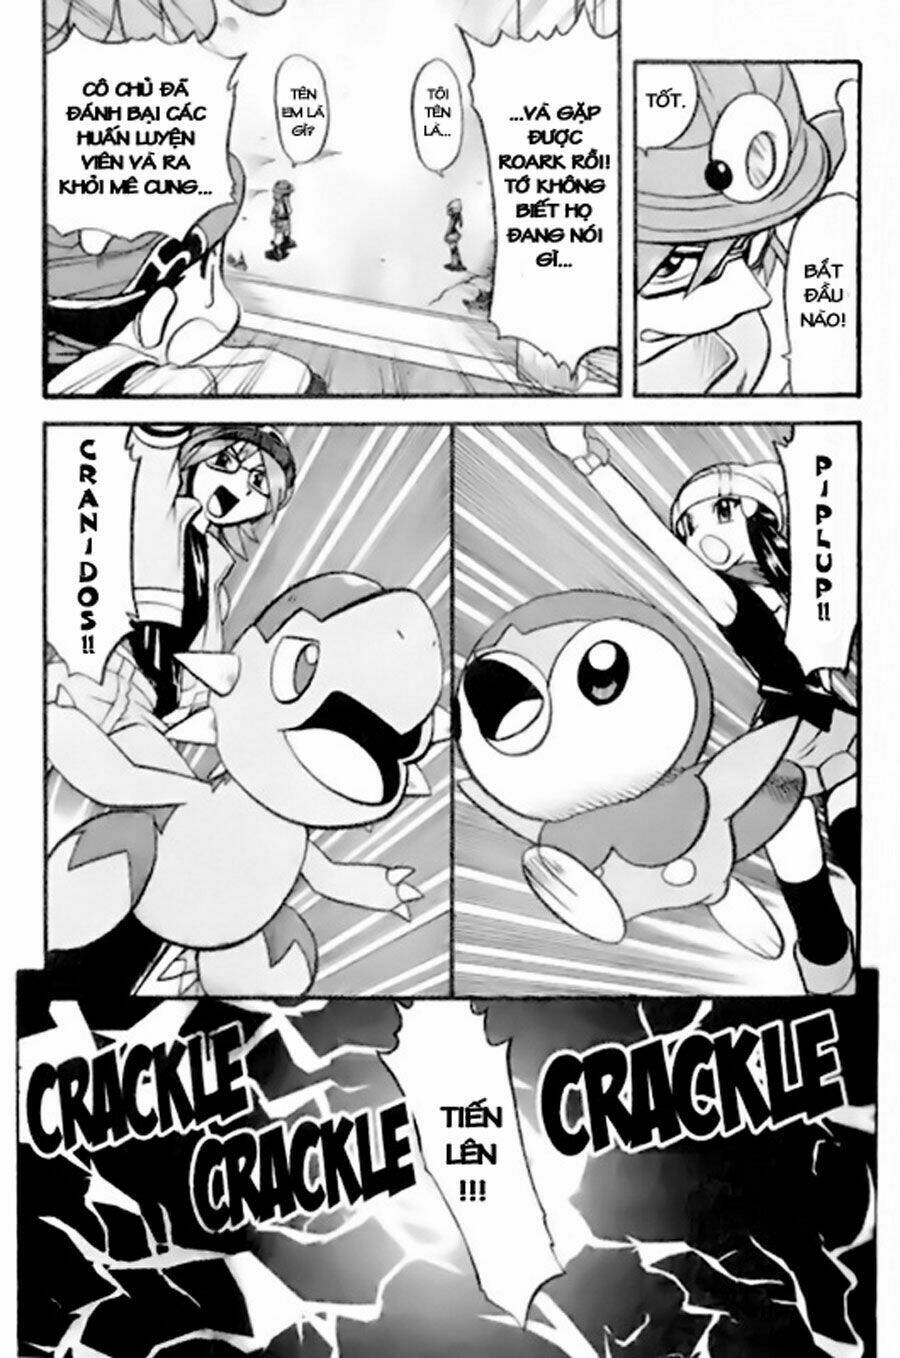 CÔ CHỦ ĐÃ
ĐÁNH BẠI CÁC
HUẤN LUYỆN
VIÊN VÀ RA
KHỎI MÊ CUNG...
...VÀ GẶP
ĐƯỢC
ROARK RỒI!
TỚ KHÔNG
BIẾT HỌ
ĐANG NÓI
GÌ...
TÊN
EM LÀ
GÌ?
TÔI
TÊN
LÀ...
TỐT.
BẮT
ĐẦU
NÀO!
CRANIDOS!!
PIPLUP!!
CRACKLE
CRACKLE
TIẾN
LÊN
!!!
CRACKLE